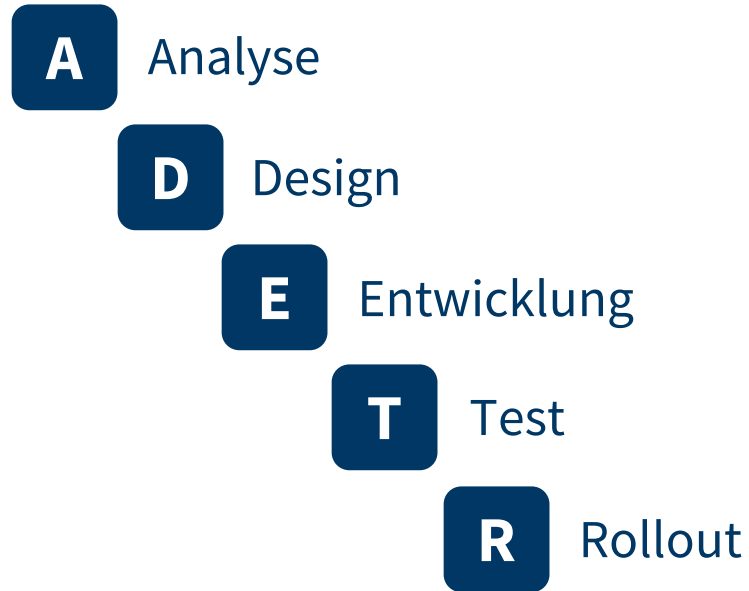 A Analyse
D Design
E Entwicklung
T Test
R Rollout